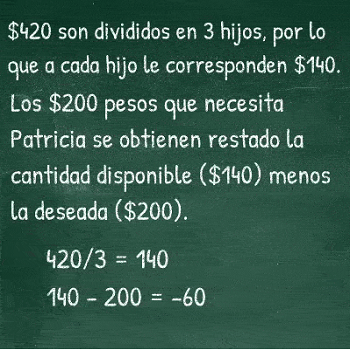 $420 son divididos en 3 hijos, por lo
que a cada hijo le corresponden $140.
Los $200 pesos que necesita
Patricia se obtienen restado la
cantidad disponible ($140) menos
la deseada ($200).
420/3 = 140
140 - 200 = -60